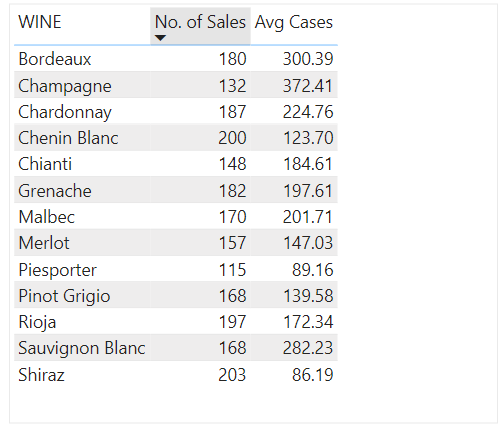 WINE No. of Sales Avg Cases
Bordeaux 180 300.39
Champagne 132 372.41
Chardonnay 187 224.76
Chenin Blanc 200 123.70
Chianti 148 184.61
Grenache 182 197.61
Malbec 170 201.71
Merlot 157 147.03
Piesporter 115 89.16
Pinot Grigio 168 139.58
Rioja 197 172.34
Sauvignon Blanc 168 282.23
Shiraz 203 86.19